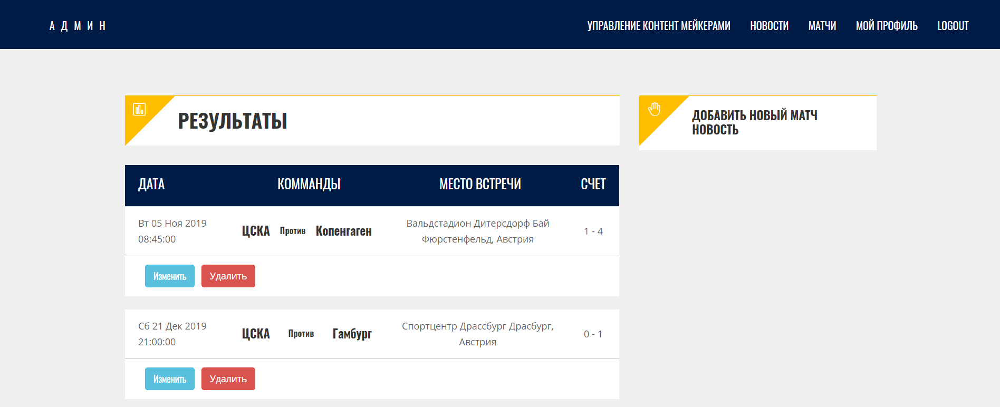 АДМИН
УПРАВЛЕНИЕ КОНТЕНТ МЕЙКЕРАМИ НОВОСТИ МАТЧИ МОЙ ПРОФИЛЬ LOGOUT
РЕЗУЛЬТАТЫ
ДОБАВИТЬ НОВЫЙ МАТЧ
НОВОСТЬ
ДАТА КОММАНДЫ МЕСТО ВСТРЕЧИ СЧЕТ
Вт 05 Ноя 2019
08:45:00
ЦСКА Против Копенгаген
Вальдстадион Дитерсдорф Бай
Фюрстенфельд, Австрия
1 - 4
Изменить Удалить
Сб 21 Дек 2019
21:00:00
ЦСКА Против Гамбург
Спортцентр Драссбург Драсбург,
Австрия
0 - 1
Изменить Удалить